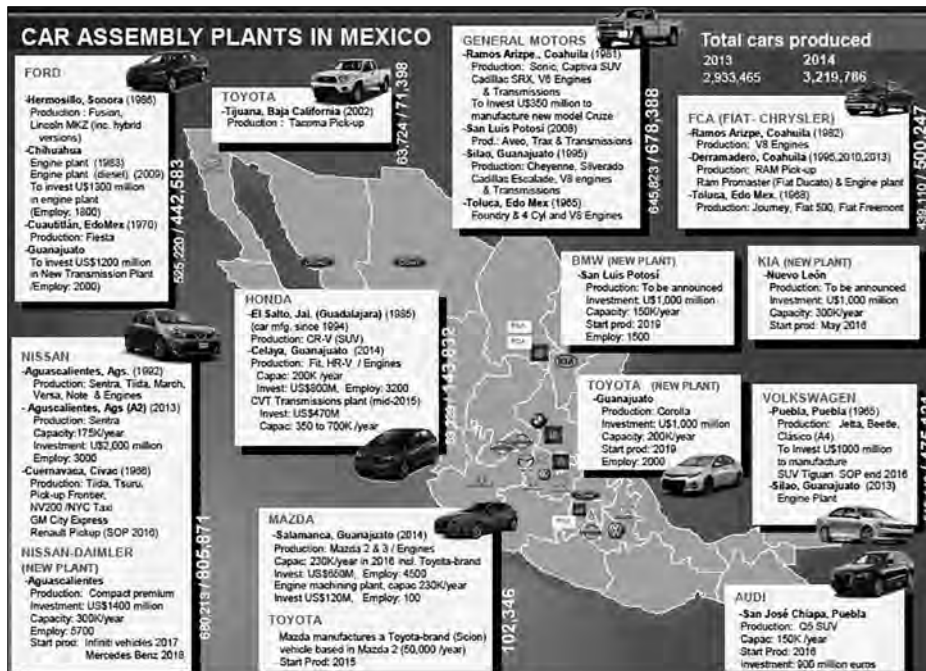 CAR ASSEMBLY PLANTS IN MEXICO
FORD
-Hermosillo, Sonora (1986)
Production : Fusion,
Lincoln MKZ (inc. hybrid
versions)
-Chihuahua
Engine plant (1983)
Engine plant (diesel) (2009)
To invest U$1300 million
in engine plant
(Employ: 1800)
-Cuautitlán, EdoMex (1970)
Production: Fiesta
-Guanajuato
To invest US$1200 million
in New Transmission Plant
/Employ: 2000)
525,220 / 442,583
TOYOTA
-Tijuana, Baja California (2002)
Production : Tacoma Pick-up
63,724 / 71,398
GENERAL MOTORS
-Ramos Arizpe., Coahuila (1981)
Production: Sonic, Captiva SUV
Cadillac SRX, V6 Engines
& Transmissions
To Invest U$350 million to
manufacture new model Cruze
-San Luis Potosí (2008)
Prod.: Aveo, Trax & Transmissions
-Silao, Guanajuato (1995)
Production: Cheyenne, Silverado
Cadillac Escalade, V8 engines
& Transmissions
-Toluca, Edo Mex (1965)
Foundry & 4 Cyl and V8 Engines
645,823 / 678,388
Total cars produced
2013 2014
2,933,465 3,219,786
FCA (FIAT- CHRYSLER)
-Ramos Arizpe, Coahuila (1982)
Production: V8 Engines
-Derramadero, Coahuila (1995,2010,2013)
Production: RAM Pick-up
Ram Promaster (Fiat Ducato) & Engine plant
-Toluca, Edo Mex. (1968)
Production: Journey, Fiat 500, Fiat Freemont
439,110 / 500,247
BMW (NEW PLANT)
-San Luis Potosí
Production: To be announced
Investment: U$1,000 million
Capacity: 150K/year
Start prod: 2019
Employ: 1500
KIA (NEW PLANT)
-Nuevo León
Production: To be announced
Investment: U$1,000 million
Capacity: 300K/year
Start prod: May 2016
HONDA
-El Salto, Jal. (Guadalajara) (1985)
(car mfg. since 1994)
Production: CR-V (SUV)
-Celaya, Guanajuato (2014)
Production: Fit, HR-V / Engines
Capac: 200K /year
Invest: US$800M, Employ: 3200
CVT Transmissions plant (mid-2015)
Invest: US$470M
Capac: 350 to 700K /year
NISSAN
-Aguascalientes, Ags. (1992)
Production: Sentra, Tiida, March,
Versa, Note & Engines
- Aguascalientes, Ags (A2) (2013)
Production: Sentra
Capacity:175K/year
Investment: U$2,000 million
Employ: 3000
-Cuernavaca, Civac (1966)
Production: Tiida, Tsuru,
Pick-up Frontier,
NV200 /NYC Taxi
GM City Express
Renault Pickup (SOP 2016)
680,213 / 805,871
NISSAN-DAIMLER
(NEW PLANT)
-Aguascalientes
Production: Compact premium
Investment: US$1400 million
Capacity: 300K/year
Employ: 5700
Start prod: Infiniti vehicles 2017
Mercedes Benz 2018
TOYOTA (NEW PLANT)
-Guanajuato
Production: Corolla
Investment: U$1,000 million
Capacity: 200K/year
Start prod: 2019
Employ: 2000
VOLKSWAGEN
-Puebla, Puebla (1965)
Production: Jetta, Beetle,
Clásico (A4)
To Invest U$1000 million
to manufacture
SUV Tiguan SOP end 2016
-Silao, Guanajuato (2013)
Engine Plant
MAZDA
-Salamanca, Guanajuato (2014)
Production: Mazda 2 & 3 / Engines
Capac: 230K/year in 2016 incl. Toyota-brand
Invest: US$650M, Employ: 4500
Engine machining plant, capac 230K/year
Invest US$120M, Employ: 100
102,346
TOYOTA
Mazda manufactures a Toyota-brand (Scion)
vehicle based in Mazda 2 (50,000 /year)
Start Prod: 2015
AUDI
-San José Chiapa, Puebla
Production: Q5 SUV
Capac: 150K /year
Start Prod: 2016
Investment: 900 million euros
KIA